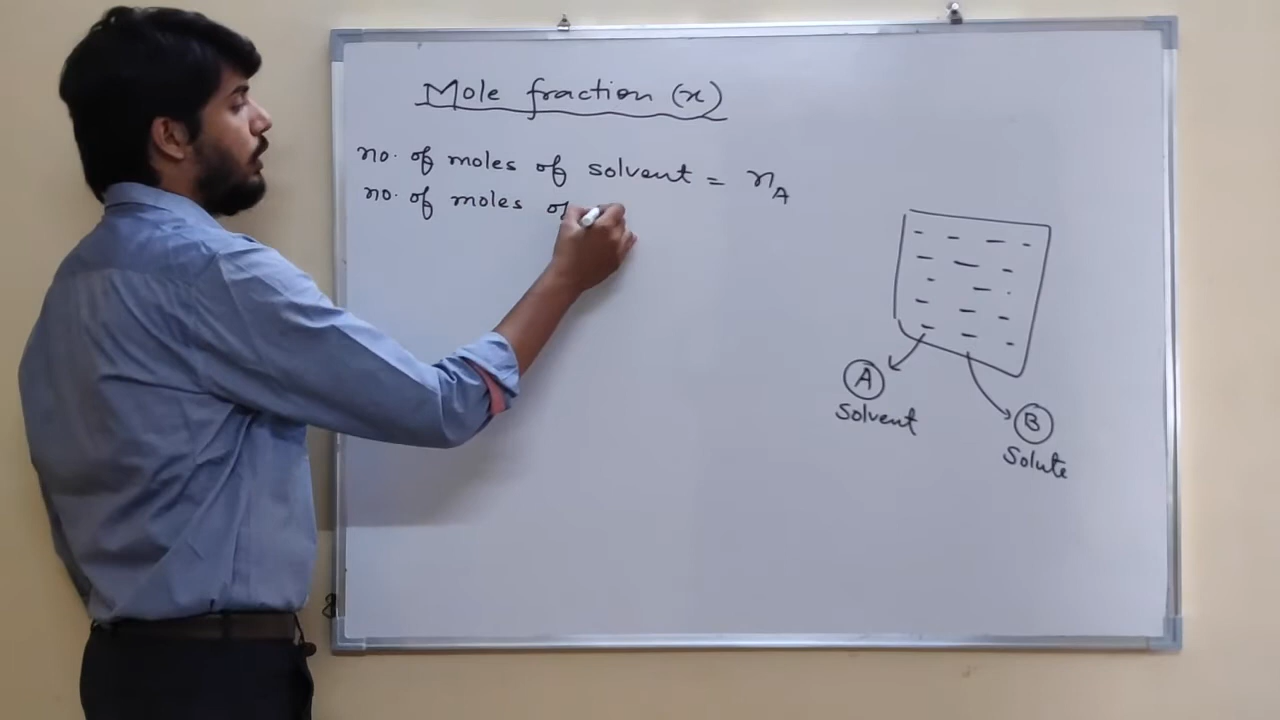 Mole fraction (x)
no. of moles of solvent = nA
no. of moles of
A
Solvent
B
Solute